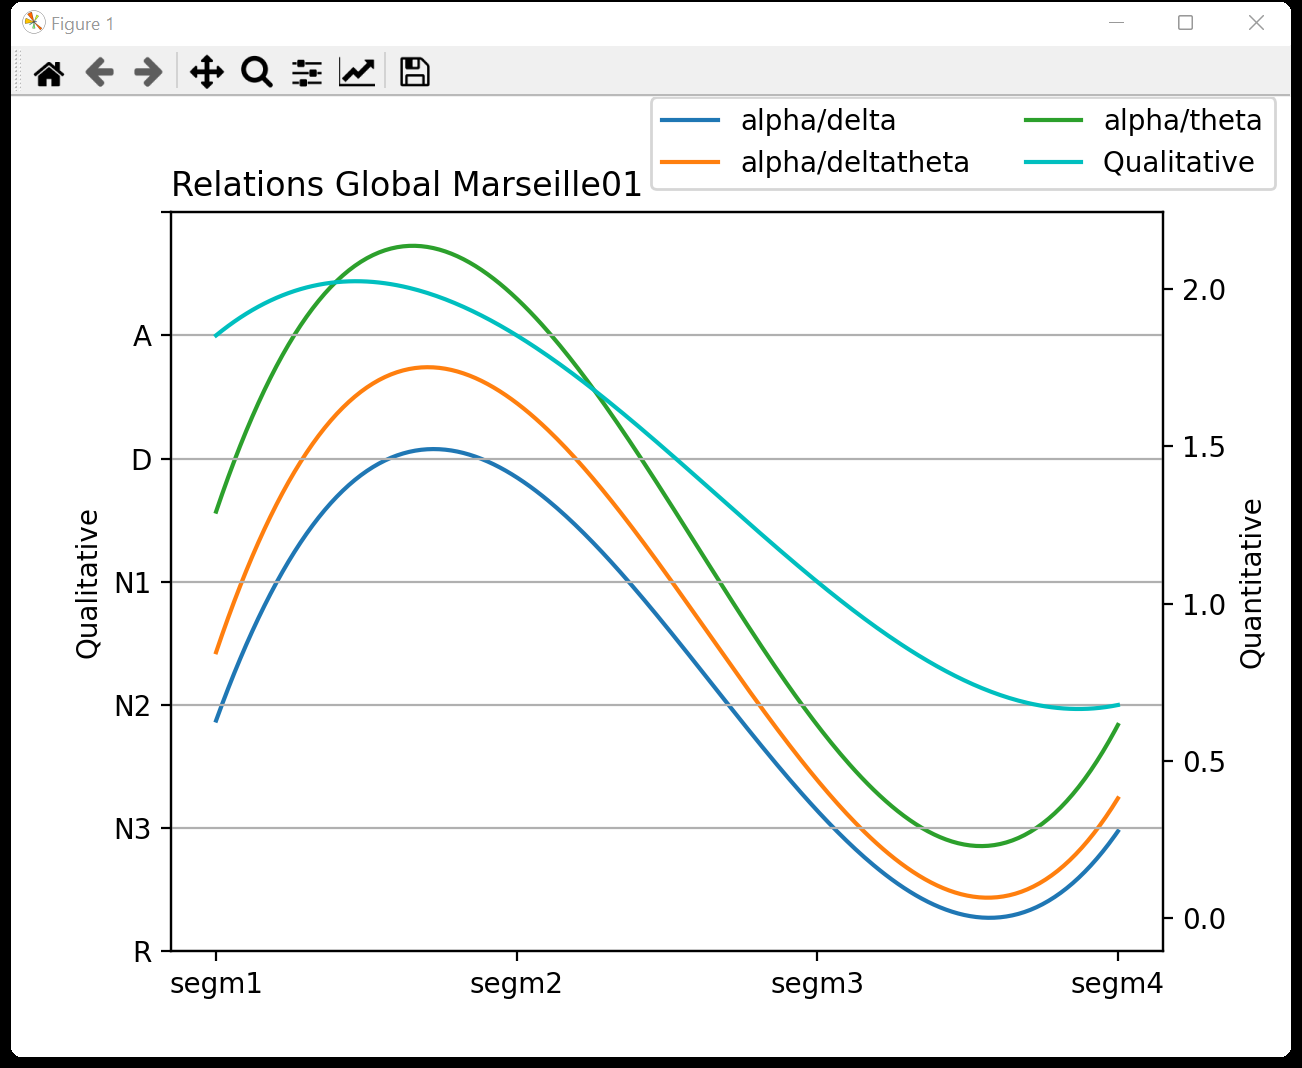 Figure 1
alpha/delta
alpha/deltatheta
alpha/theta
Qualitative
Relations Global Marseille01
A
D
N1
N2
N3
R
Qualitative
2.0
1.5
1.0
0.5
0.0
Quantitative
segm1 segm2 segm3 segm4